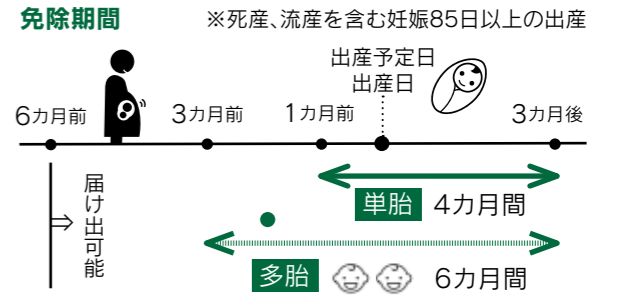 免除期間
※死産、流産を含む妊娠85日以上の出産
出産予定日
出産日
6カ月前
3カ月前
1カ月前
3カ月後
⇒届け出可能
単胎 4カ月間
多胎 6カ月間